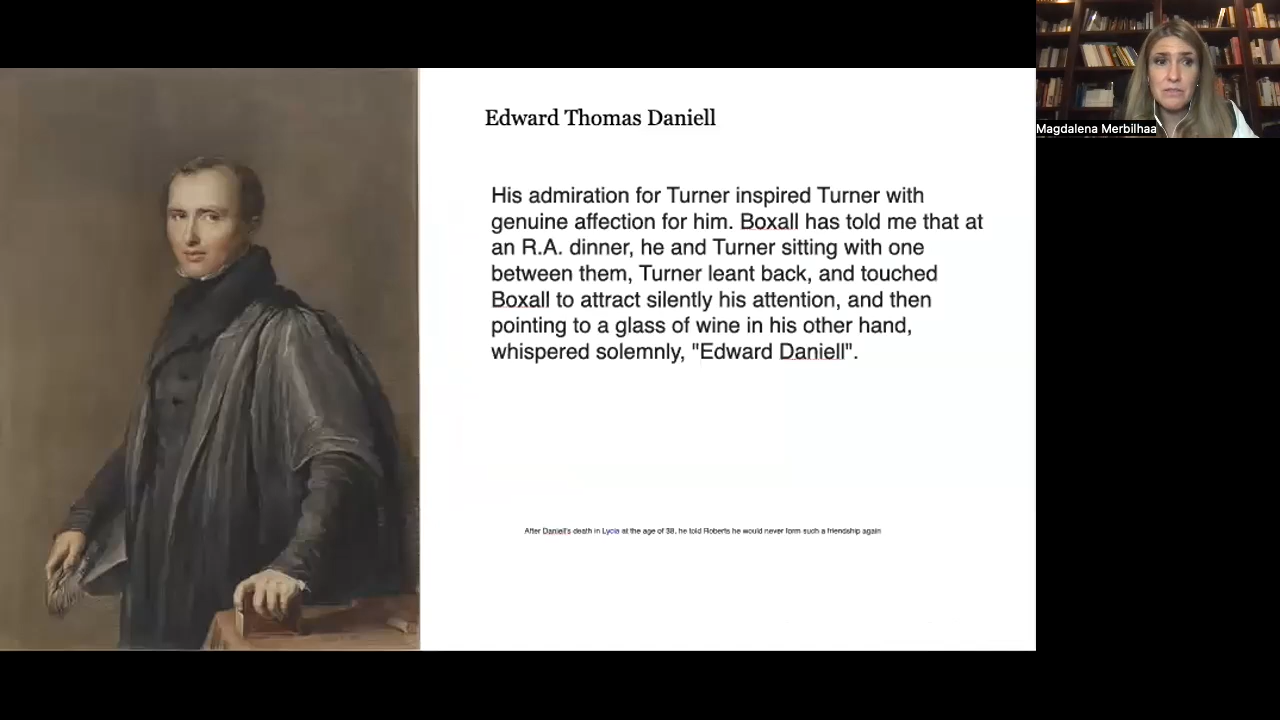 Edward Thomas Daniell
His admiration for Turner inspired Turner with
genuine affection for him. Boxall has told me that at
an R.A. dinner, he and Turner sitting with one
between them, Turner leant back, and touched
Boxall to attract silently his attention, and then
pointing to a glass of wine in his other hand,
whispered solemnly, "Edward Daniell".
After Daniell's death in Lycia at the age of 38, he told Roberts he would never form such a friendship again
Magdalena Merbilhaa